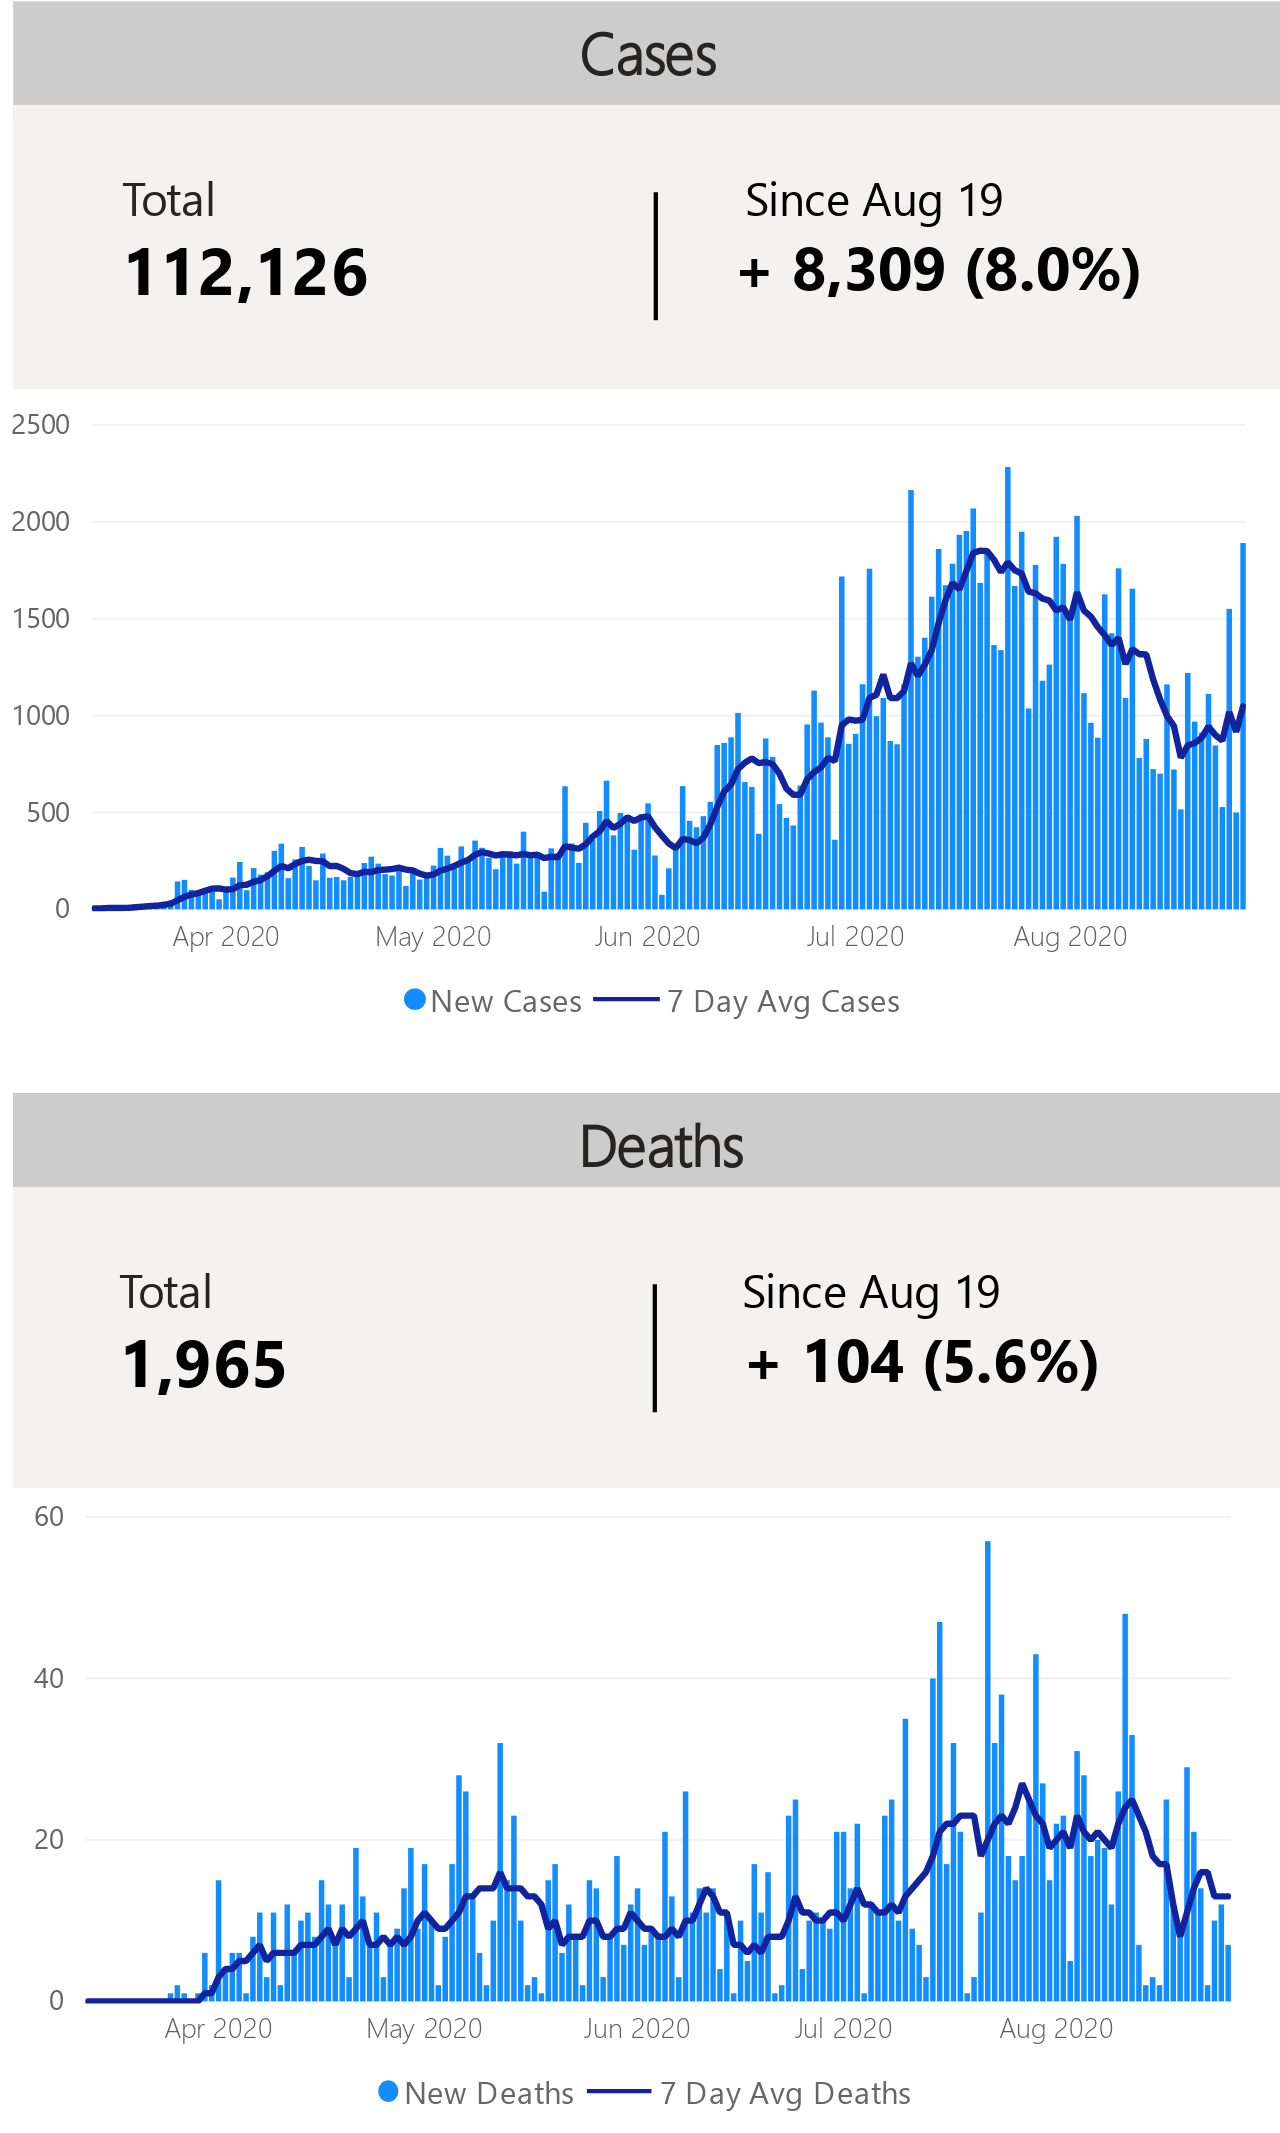 Cases
Total
Since Aug 19
112,126
+ 8,309 (8.0%)
2500
2000
1500
1000
500
0
Apr 2020 May 2020 Jun 2020 Jul 2020 Aug 2020
New Cases 7 Day Avg Cases
Deaths
Total
Since Aug 19
1,965
+ 104 (5.6%)
60
40
20
0
Apr 2020 May 2020 Jun 2020 Jul 2020 Aug 2020
New Deaths 7 Day Avg Deaths